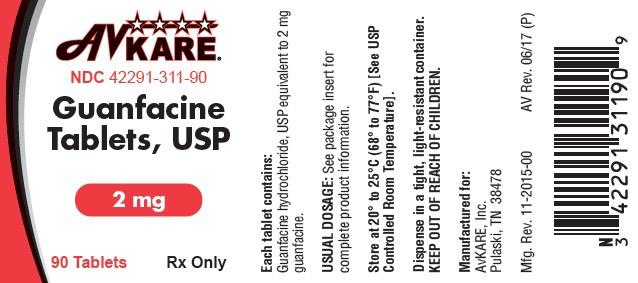 AVKARE®
NDC 42291-311-90
Guanfacine
Tablets, USP
2 mg
90 Tablets Rx Only
Each tablet contains:
Guanfacine hydrochloride, USP equivalent to 2 mg
guanfacine.
USUAL DOSAGE: See package insert for
complete product information.
Store at 20° to 25°C (68° to 77°F) [See USP
Controlled Room Temperature].
Dispense in a tight, light-resistant container.
KEEP OUT OF REACH OF CHILDREN.
Manufactured for:
AvKARE, Inc.
Pulaski, TN 38478
Mfg. Rev. 11-2015-00 AV Rev. 06/17 (P)
N
3 42291 31190 9